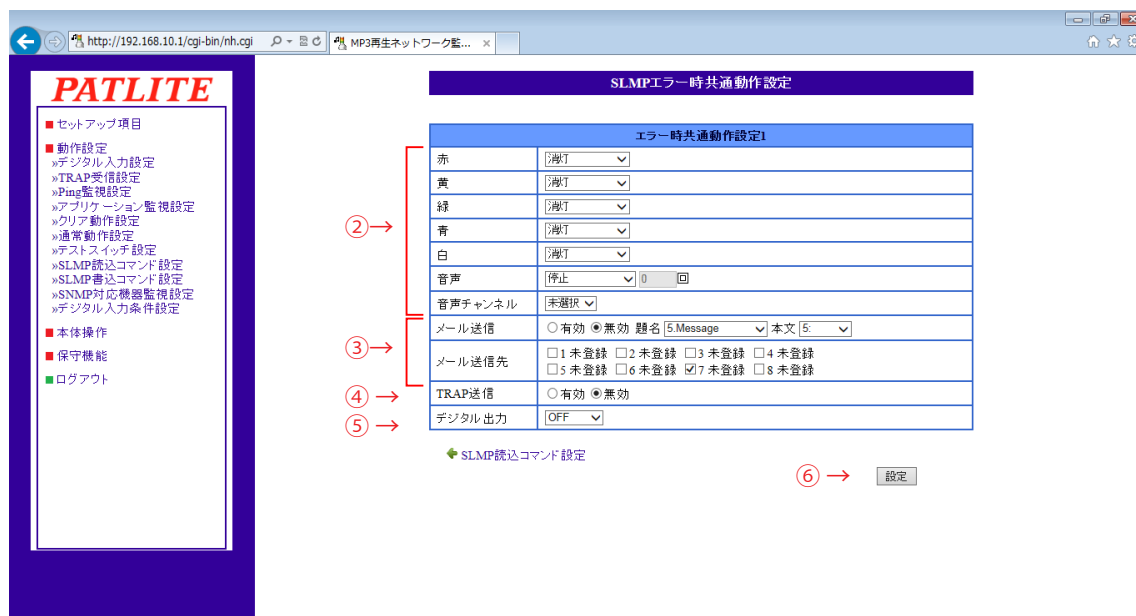 http://192.168.10.1/cgi-bin/nh.cgi
MP3再生ネットワーク監...
PATLITE
セットアップ項目
動作設定
»デジタル入力設定
»TRAP受信設定
»Ping監視設定
»アプリケーション監視設定
»クリア動作設定
»通常動作設定
»テストスイッチ設定
»SLMP読込コマンド設定
»SLMP書込コマンド設定
»SNMP対応機器監視設定
»デジタル入力条件設定
本体操作
保守機能
ログアウト
SLMPエラー時共通動作設定
エラー時共通動作設定1
②→
赤 消灯
黄 消灯
緑 消灯
青 消灯
白 消灯
音声 停止 0 回
音声チャンネル 未選択
③→
メール送信 有効 無効 題名 5.Message 本文 5:
メール送信先 1 未登録 2 未登録 3 未登録 4 未登録
5 未登録 6 未登録 7 未登録 8 未登録
④→ TRAP送信 有効 無効
⑤→ デジタル出力 OFF
SLMP読込コマンド設定
⑥→ 設定